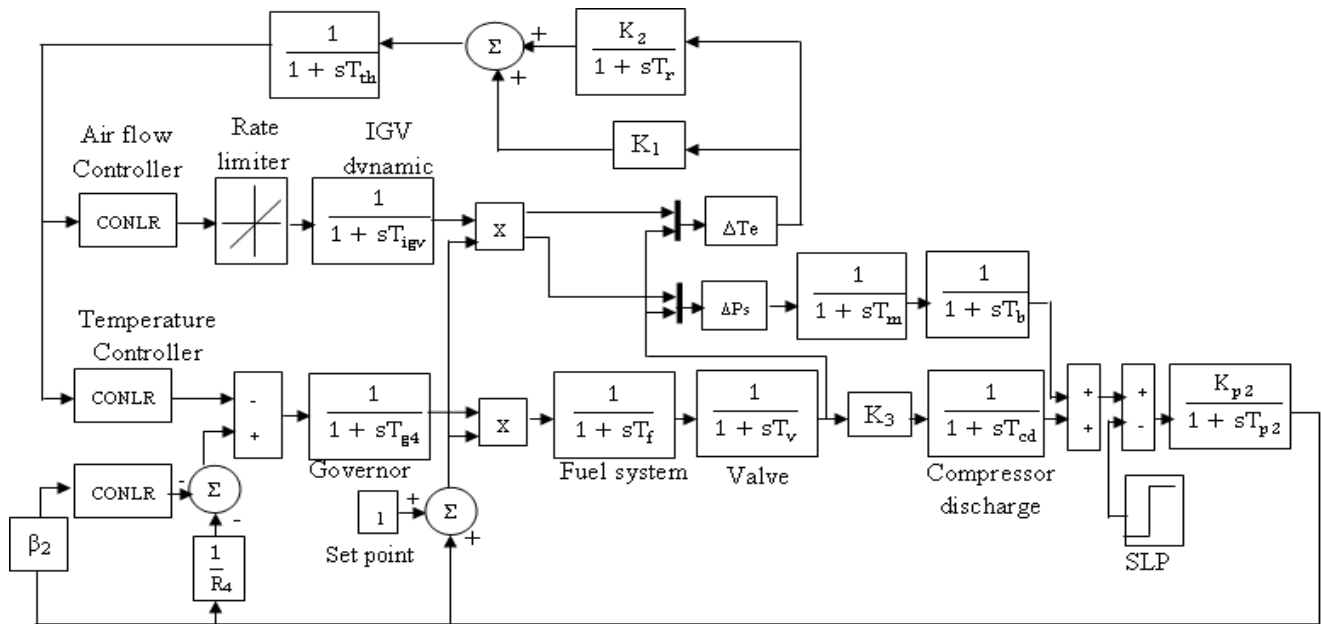 1
1 + sT_th
Σ
+
+
K_2
1 + sT_r
K_1
Air flow
Controller
Rate
limiter
IGV
dynamic
CONLR
1
1 + sT_igv
X
ΔTe
ΔPs
1
1 + sT_m
1
1 + sT_b
Temperature
Controller
CONLR
-
+
1
1 + sT_g4
Governor
X
1
1 + sT_f
Fuel system
1
1 + sT_v
Valve
K_3
1
1 + sT_cd
Compressor
discharge
+
+
+
-
K_p2
1 + sT_p2
CONLR
-
Σ
-
β_2
1
R_4
1
Set point
+
Σ
+
SLP